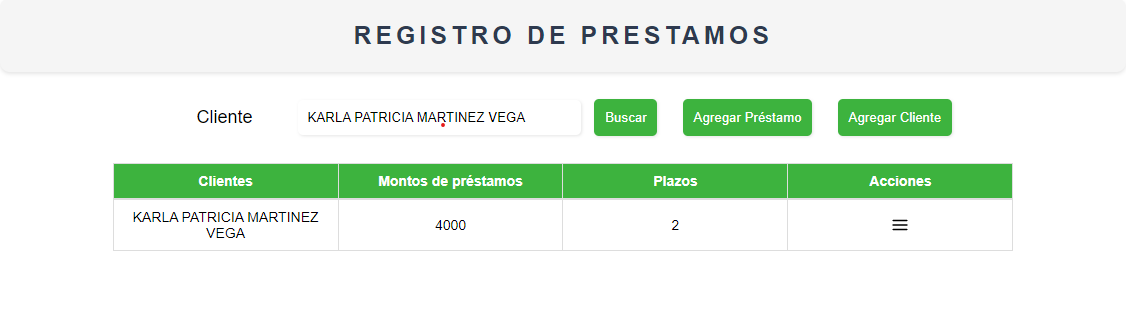 REGISTRO DE PRESTAMOS
Cliente
KARLA PATRICIA MARTINEZ VEGA
Buscar
Agregar Préstamo
Agregar Cliente
Clientes
Montos de préstamos
Plazos
Acciones
KARLA PATRICIA MARTINEZ
VEGA
4000
2